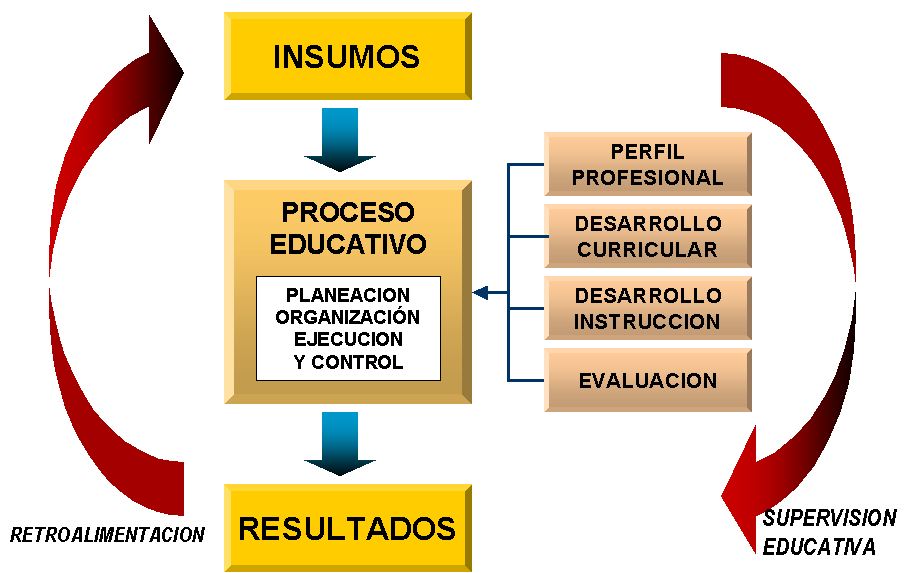 INSUMOS
PROCESO
EDUCATIVO
PLANEACION
ORGANIZACIÓN
EJECUCION
Y CONTROL
PERFIL
PROFESIONAL
DESARROLLO
CURRICULAR
DESARROLLO
INSTRUCCION
EVALUACION
RESULTADOS
RETROALIMENTACION
SUPERVISION
EDUCATIVA